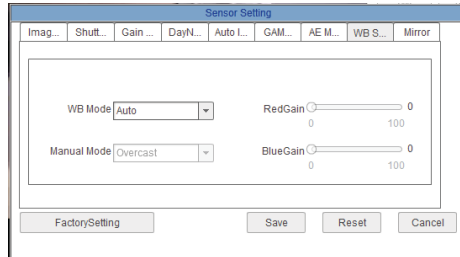 Sensor Setting
Imag... Shutt... Gain ... DayN... Auto I... GAM... AE M... WB S... Mirror
WB Mode Auto RedGain 0
0 100
Manual Mode Overcast BlueGain 0
0 100
FactorySetting Save Reset Cancel